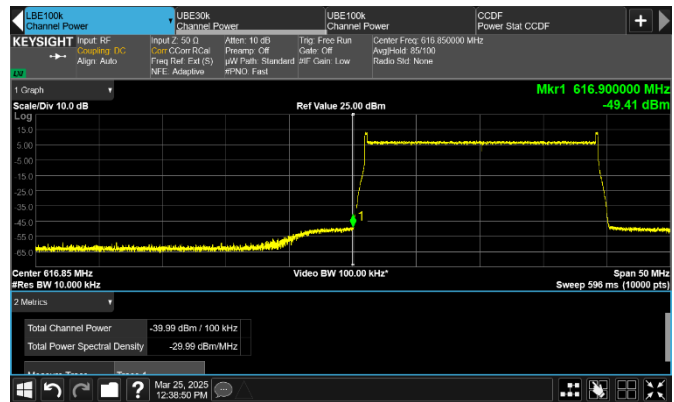 LBE100k
Channel Power
UBE30k
Channel Power
UBE100k
Channel Power
CCDF
Power Stat CCDF
KEYSIGHT
Input: RF
Coupling: DC
Align: Auto
Input Z: 50 Ω
Corr CCorr RCal
Freq Ref: Ext (S)
NFE: Adaptive
Atten: 10 dB
Preamp: Off
µW Path: Standard
#PNO: Fast
Trig: Free Run
Gate: Off
#IF Gain: Low
Center Freq: 616.850000 MHz
Avg|Hold: 85/100
Radio Std: None
LXI
1 Graph
Mkr1 616.900000 MHz
-49.41 dBm
Scale/Div 10.0 dB
Ref Value 25.00 dBm
Log
15.0
5.00
-5.00
-15.0
-25.0
-35.0
-45.0
-55.0
-65.0
1
Center 616.85 MHz
Video BW 100.00 kHz*
Span 50 MHz
#Res BW 10.000 kHz
Sweep 596 ms (10000 pts)
2 Metrics
Total Channel Power -39.99 dBm / 100 kHz
Total Power Spectral Density -29.99 dBm/MHz
Mar 25, 2025
12:38:50 PM